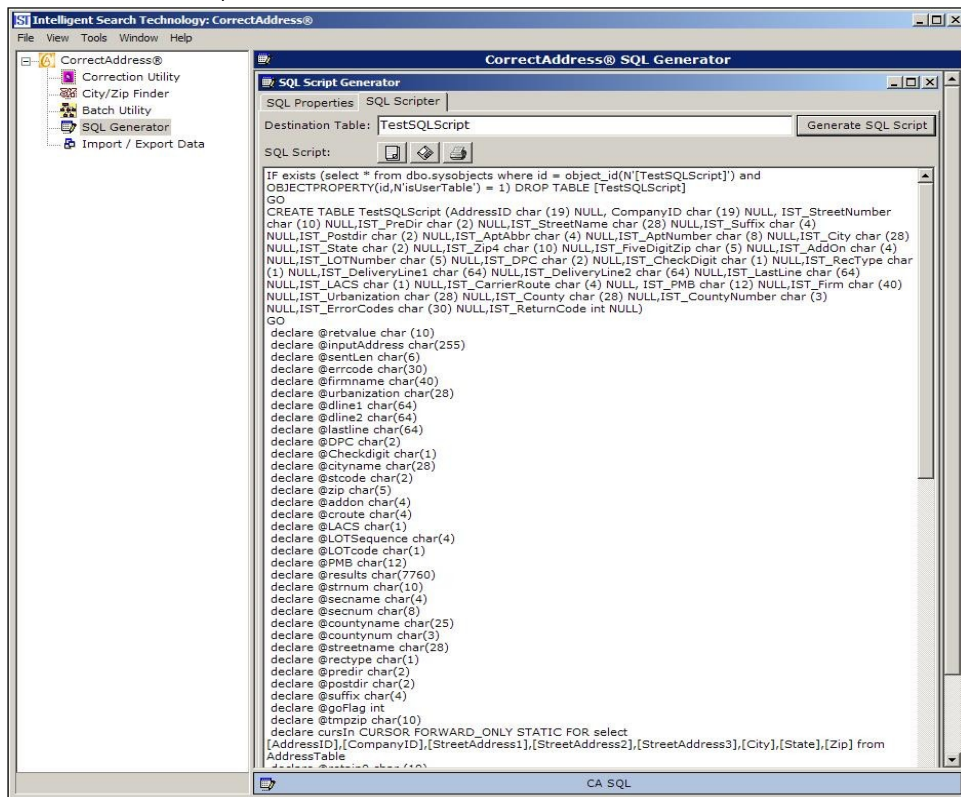 Intelligent Search Technology: CorrectAddress®
File View Tools Window Help
CorrectAddress®
Correction Utility
City/Zip Finder
Batch Utility
SQL Generator
Import / Export Data
CorrectAddress® SQL Generator
SQL Script Generator
SQL Properties SQL Scripter
Destination Table: TestSQLScript Generate SQL Script
SQL Script:
IF exists (select * from dbo.sysobjects where id = object_id(N'[TestSQLScript]') and
OBJECTPROPERTY(id,N'isUserTable') = 1) DROP TABLE [TestSQLScript]
GO
CREATE TABLE TestSQLScript (AddressID char (19) NULL, CompanyID char (19) NULL, IST_StreetNumber
char (10) NULL,IST_PreDir char (2) NULL,IST_StreetName char (28) NULL,IST_Suffix char (4)
NULL,IST_Postdir char (2) NULL,IST_AptAbbr char (4) NULL,IST_AptNumber char (8) NULL,IST_City char (28)
NULL,IST_State char (2) NULL,IST_Zip4 char (10) NULL,IST_FiveDigitZip char (5) NULL,IST_AddOn char (4)
NULL,IST_LOTNumber char (5) NULL,IST_DPC char (2) NULL,IST_CheckDigit char (1) NULL,IST_RecType char
(1) NULL,IST_DeliveryLine1 char (64) NULL,IST_DeliveryLine2 char (64) NULL,IST_LastLine char (64)
NULL,IST_LACS char (1) NULL,IST_CarrierRoute char (4) NULL, IST_PMB char (12) NULL,IST_Firm char (40)
NULL,IST_Urbanization char (28) NULL,IST_County char (28) NULL,IST_CountyNumber char (3)
NULL,IST_ErrorCodes char (30) NULL,IST_ReturnCode int NULL)
GO
declare @retvalue char (10)
declare @inputAddress char(255)
declare @sentLen char(6)
declare @errcode char(30)
declare @firmname char(40)
declare @urbanization char(28)
declare @dline1 char(64)
declare @dline2 char(64)
declare @lastline char(64)
declare @DPC char(2)
declare @Checkdigit char(1)
declare @cityname char(28)
declare @stcode char(2)
declare @zip char(5)
declare @addon char(4)
declare @croute char(4)
declare @LACS char(1)
declare @LOTSequence char(4)
declare @LOTcode char(1)
declare @PMB char(12)
declare @results char(7760)
declare @strnum char(10)
declare @secname char(4)
declare @secnum char(8)
declare @countyname char(25)
declare @countynum char(3)
declare @streetname char(28)
declare @rectype char(1)
declare @predir char(2)
declare @postdir char(2)
declare @suffix char(4)
declare @goFlag int
declare @tmpzip char(10)
declare cursIn CURSOR FORWARD_ONLY STATIC FOR select
[AddressID],[CompanyID],[StreetAddress1],[StreetAddress2],[StreetAddress3],[City],[State],[Zip] from
AddressTable
CA SQL